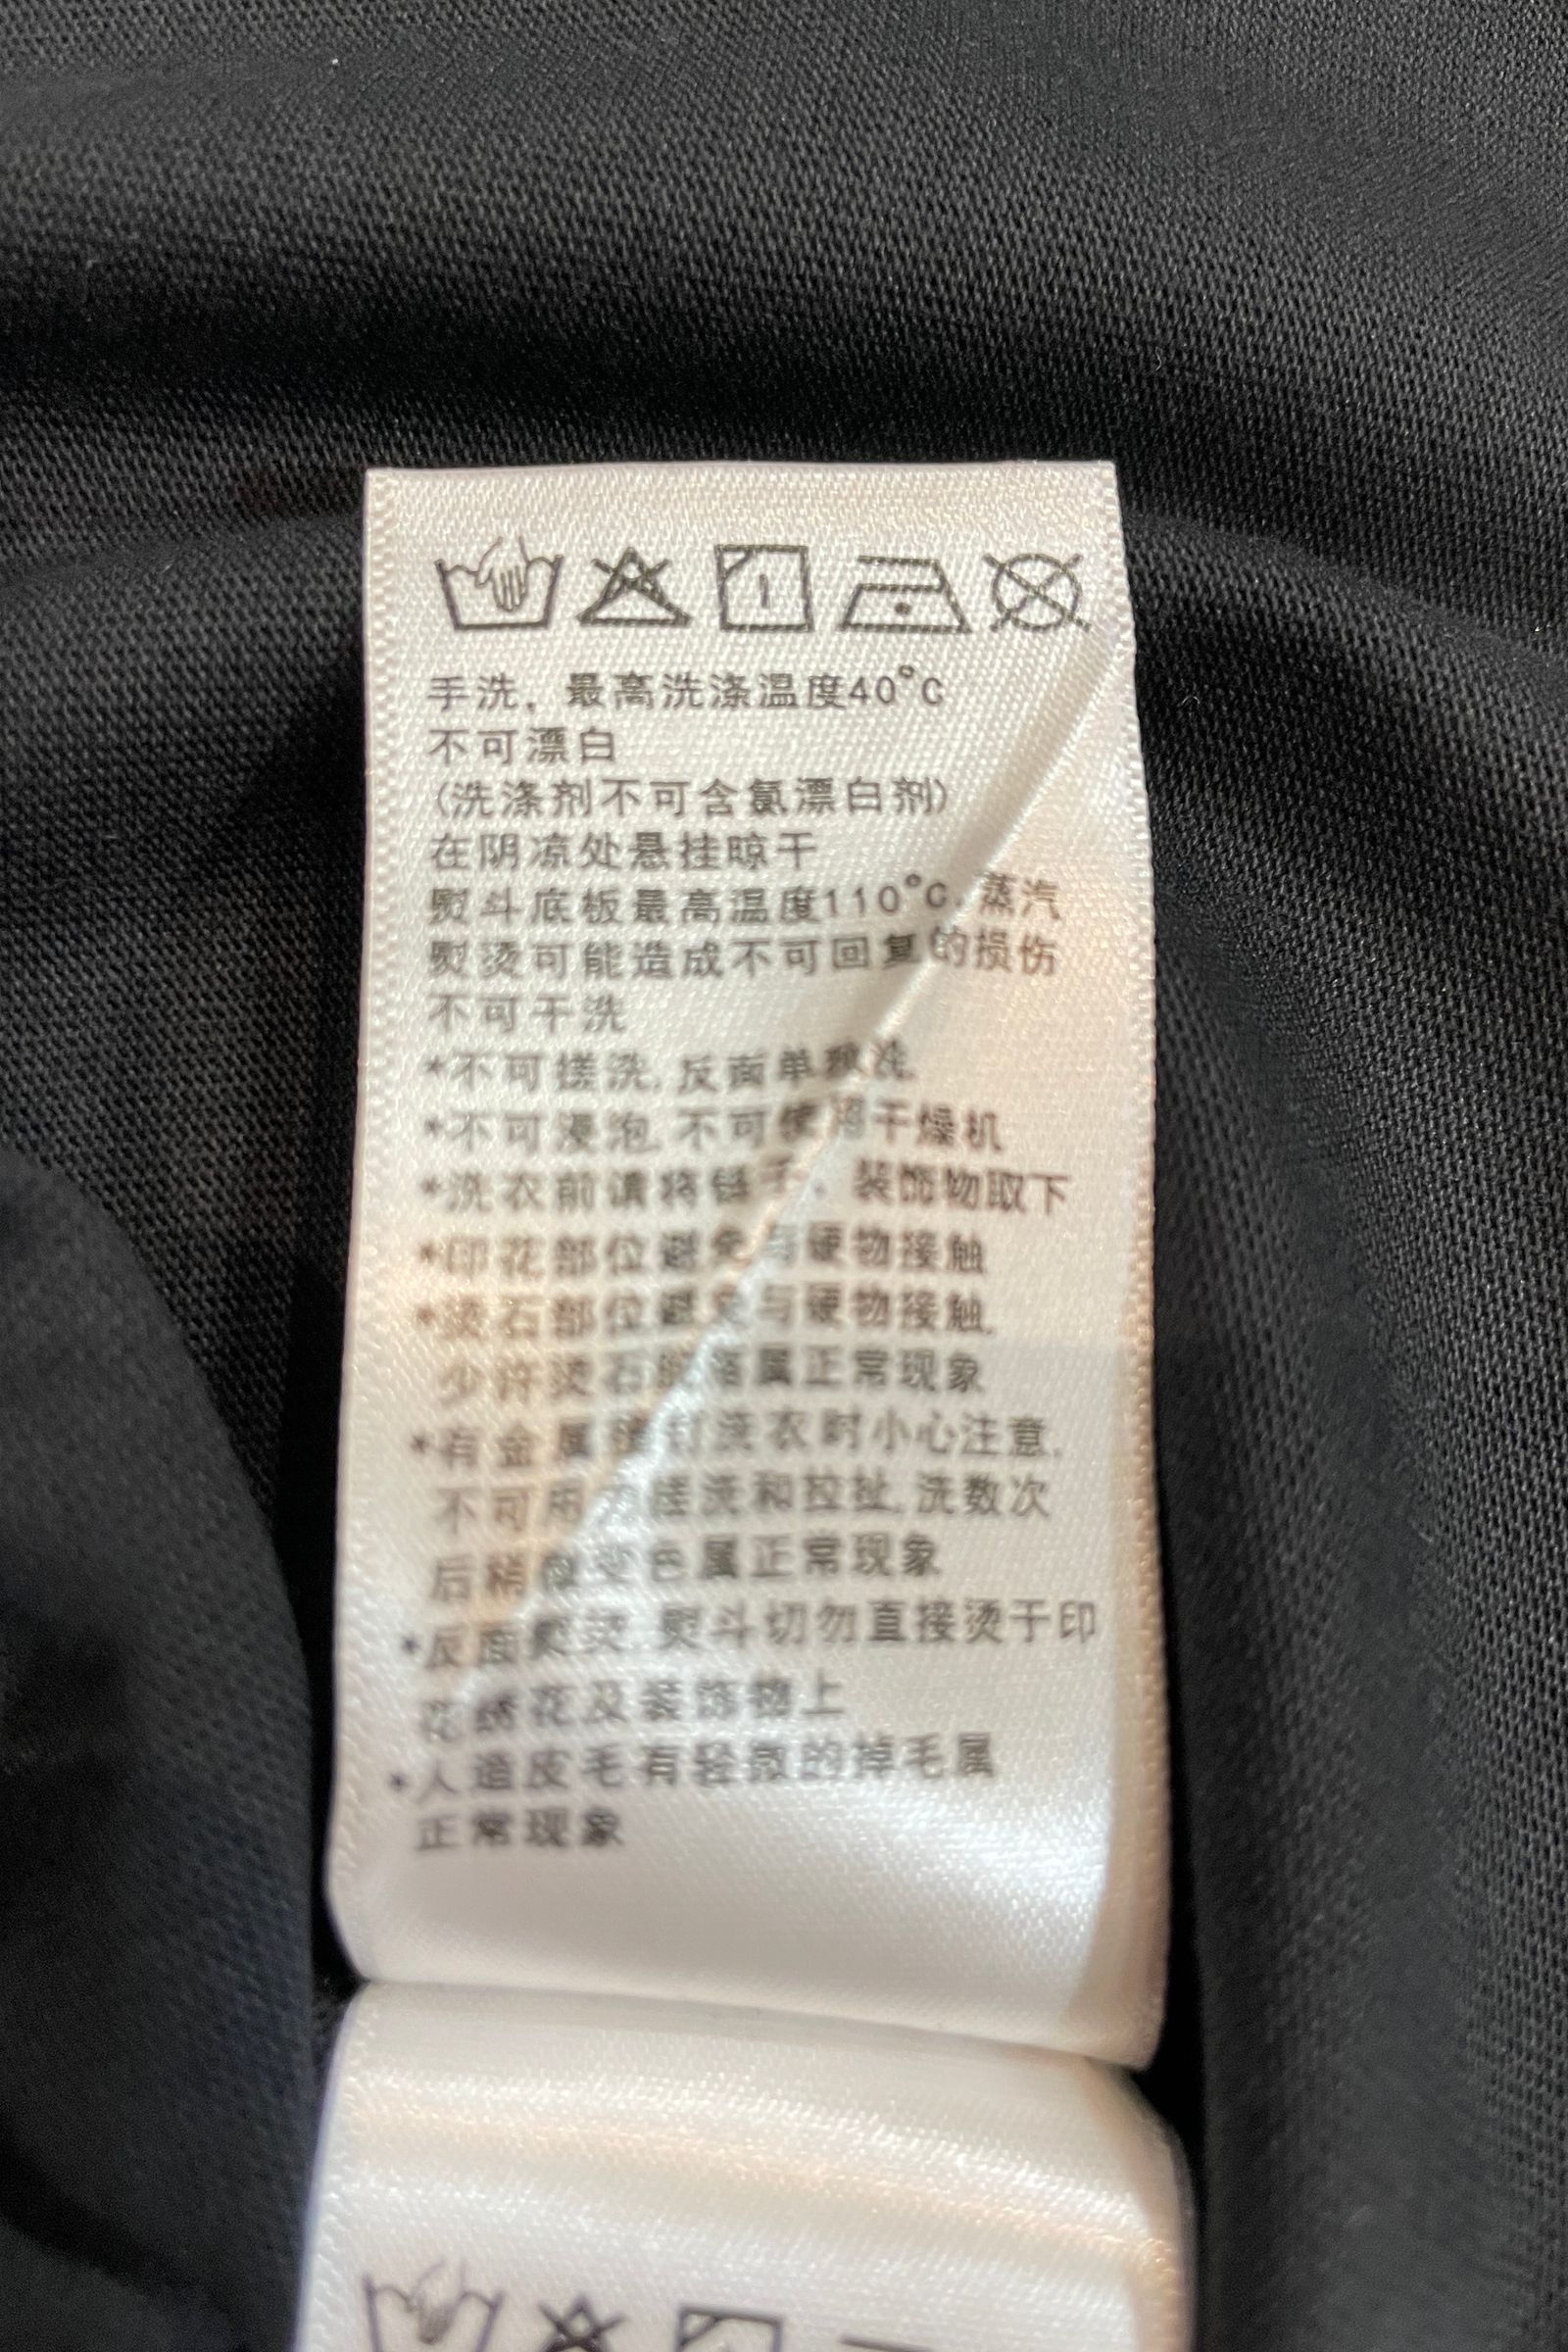 手洗，最高洗涤温度40°C
不可漂白
(洗涤剂不可含氯漂白剂)
在阴凉处悬挂晾干
熨斗底板最高温度110°C,蒸汽
熨烫可能造成不可回复的损伤
不可干洗
*不可搓洗,反面单独洗,
*不可浸泡,不可使用干燥机
*洗衣前请将链子、装饰物取下
*印花部位避免与硬物接触
*烫石部位避免与硬物接触,
少许烫石脱落属正常现象
*有金属铆钉洗衣时小心注意,
不可用力搓洗和拉扯,洗数次
后稍微变色属正常现象
*反面熨烫,熨斗切勿直接烫于印
花绣花及装饰物上
*人造皮毛有轻微的掉毛属
正常现象